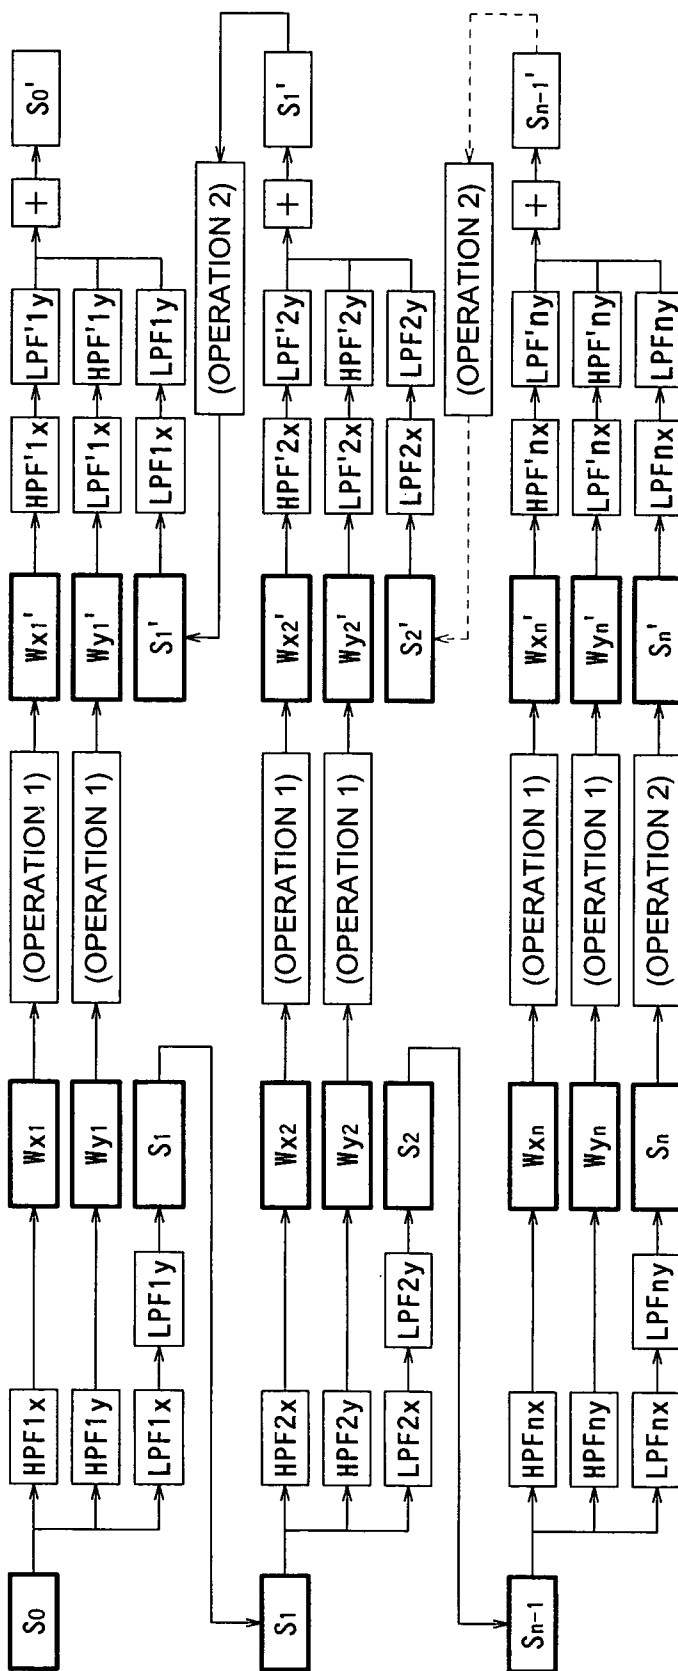 S0
HPF1x
Wx1
(OPERATION 1)
Wx1'
HPF'1x
LPF'1y
+
S0'
HPF1y
Wy1
(OPERATION 1)
Wy1'
LPF'1x
HPF'1y
LPF1x
LPF1y
S1
S1'
LPF1x
LPF1y
(OPERATION 2)
S1
HPF2x
Wx2
(OPERATION 1)
Wx2'
HPF'2x
LPF'2y
+
S1'
HPF2y
Wy2
(OPERATION 1)
Wy2'
LPF'2x
HPF'2y
LPF2x
LPF2y
S2
S2'
LPF2x
LPF2y
(OPERATION 2)
Sn-1
HPFnx
Wxn
(OPERATION 1)
Wxn'
HPF'nx
LPF'ny
+
Sn-1'
HPFny
Wyn
(OPERATION 1)
Wyn'
LPF'nx
HPF'ny
LPFnx
LPFny
Sn
(OPERATION 2)
Sn'
LPFnx
LPFny